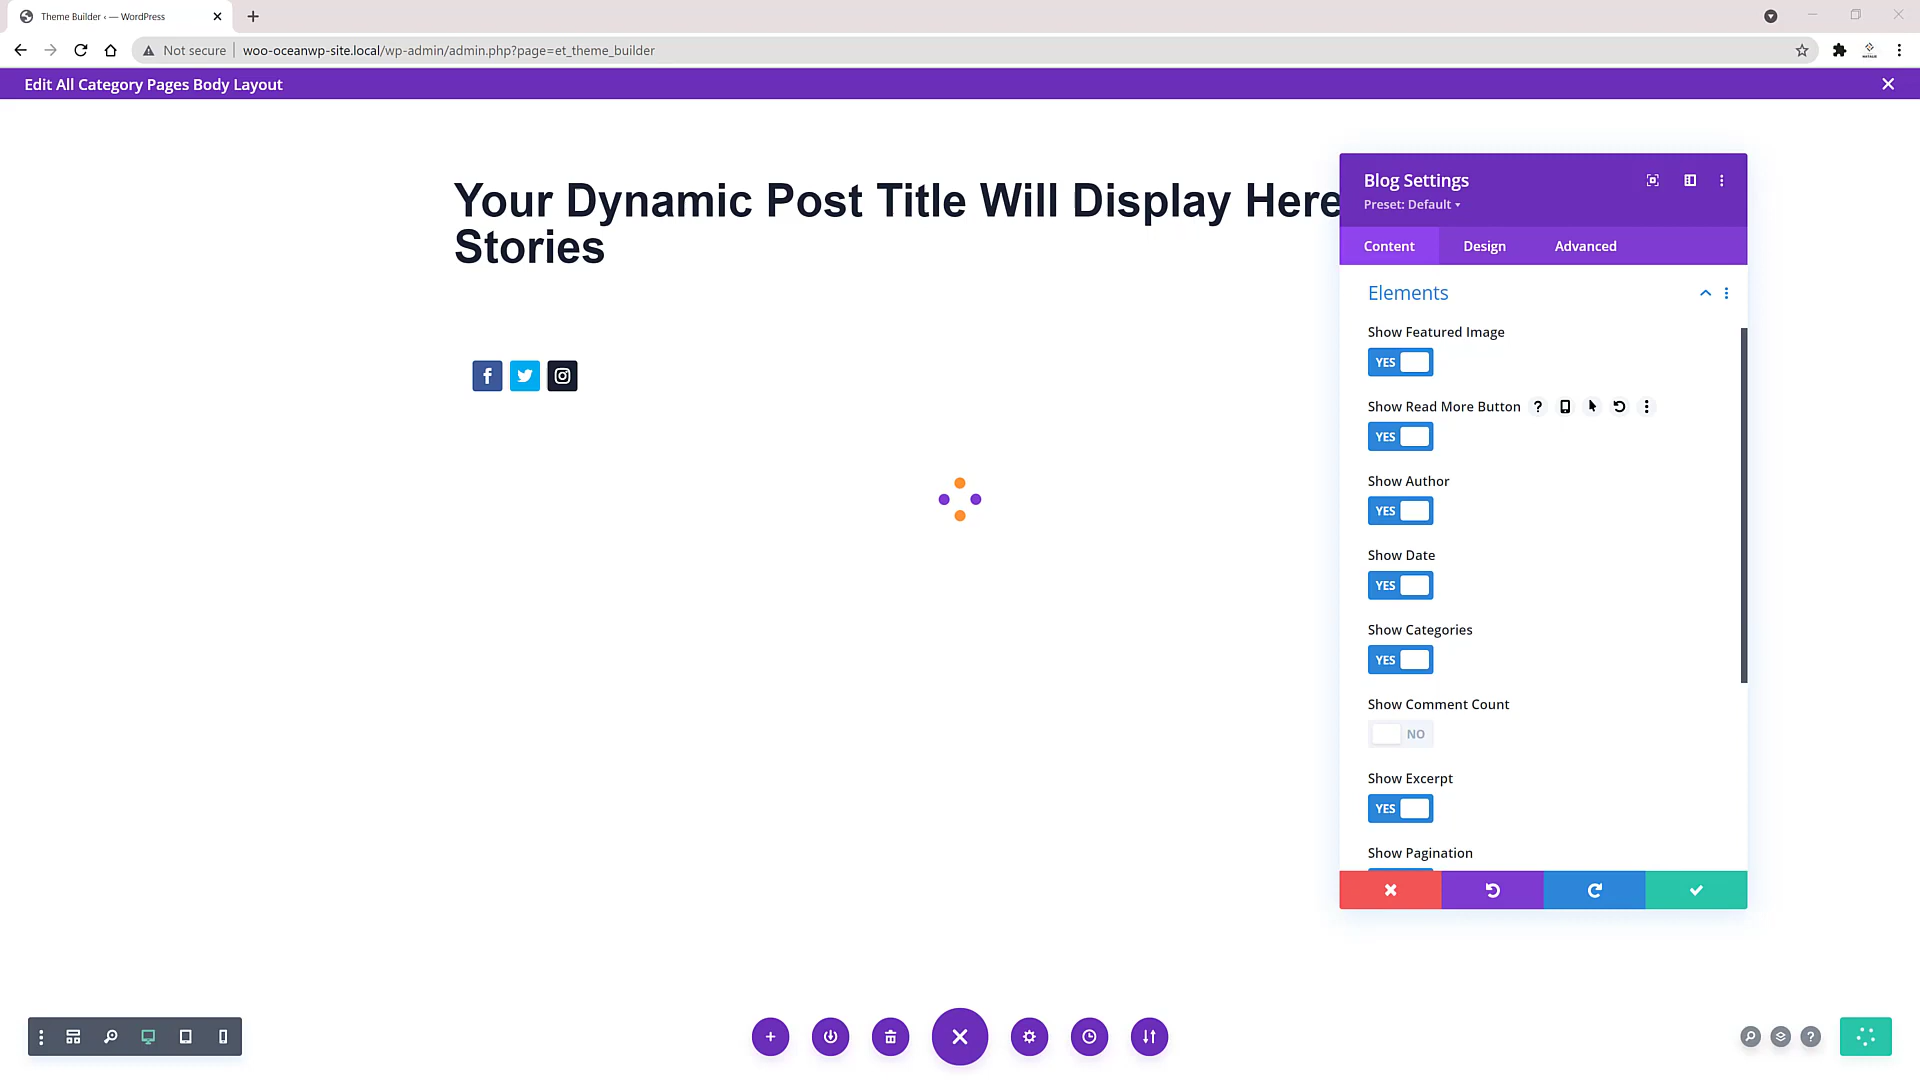 Theme Builder ‹ — WordPress
Not secure
woo-oceanwp-site.local/wp-admin/admin.php?page=et_theme_builder
Edit All Category Pages Body Layout
Your Dynamic Post Title Will Display Here
Stories
Blog Settings
Preset: Default
Content
Design
Advanced
Elements
Show Featured Image
YES
Show Read More Button
?
YES
Show Author
YES
Show Date
YES
Show Categories
YES
Show Comment Count
NO
Show Excerpt
YES
Show Pagination
?